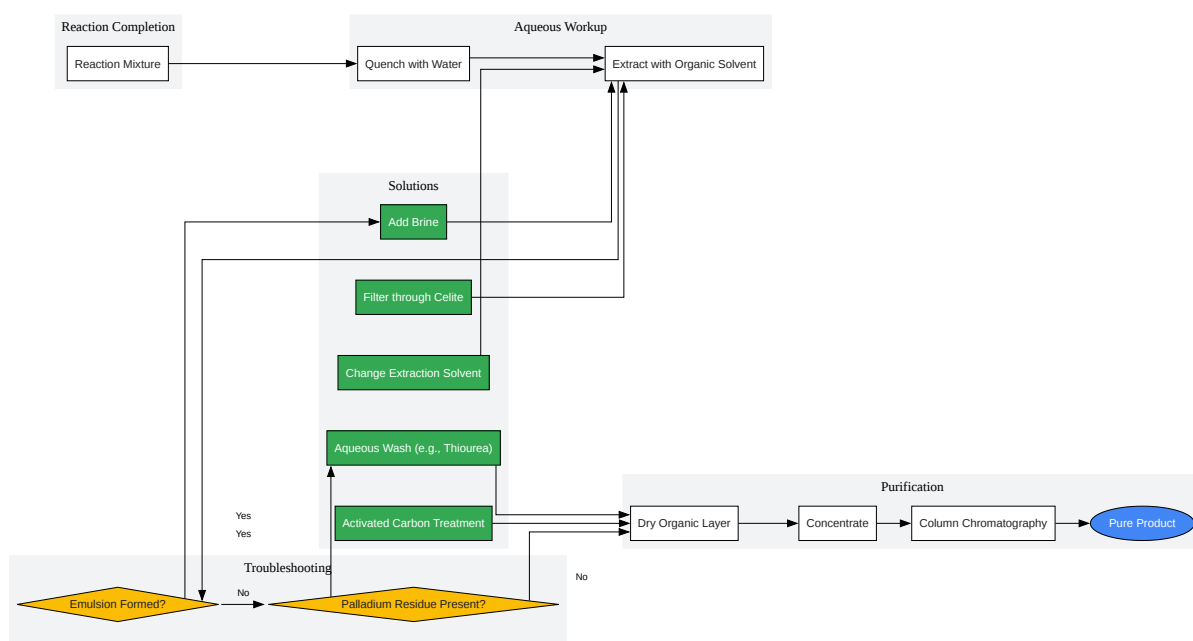 Reaction Completion
Aqueous Workup
Reaction Mixture
Quench with Water
Extract with Organic Solvent
Solutions
Add Brine
Filter through Celite
Change Extraction Solvent
Aqueous Wash (e.g., Thiourea)
Purification
Activated Carbon Treatment
Dry Organic Layer
Concentrate
Column Chromatography
Pure Product
Yes
Yes
Troubleshooting
No
No
Emulsion Formed?
Palladium Residue Present?